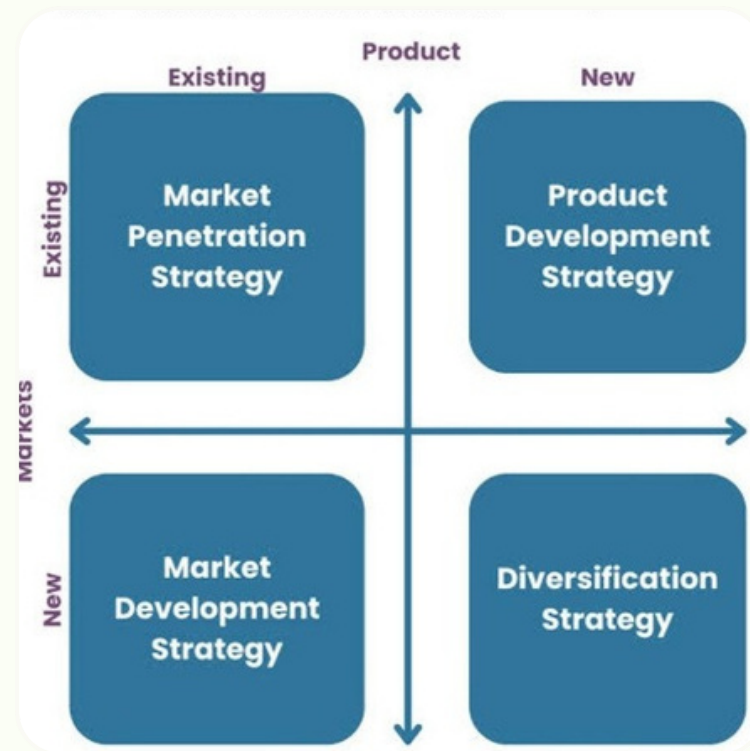 Product
Existing
New
Existing
Market
Penetration
Strategy
Product
Development
Strategy
Markets
New
Market
Development
Strategy
Diversification
Strategy